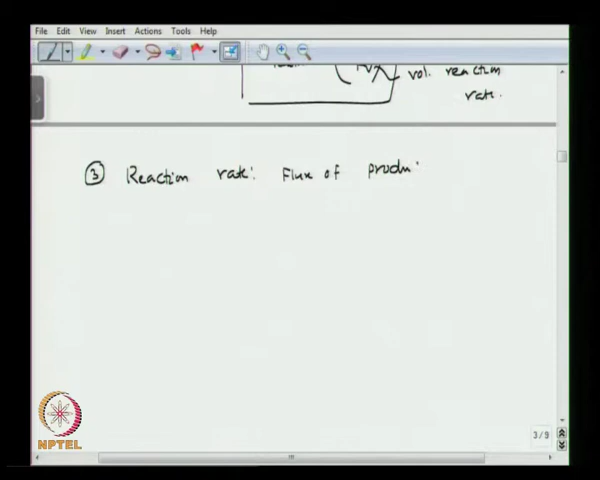 File Edit View Insert Actions Tools Help
vol. reaction
rate.
③ Reaction rate: Flux of produ
NPTEL
3/9